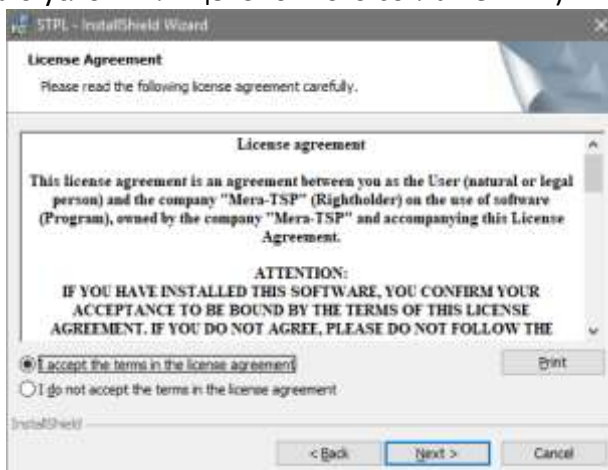 STPL - InstallShield Wizard
License Agreement
Please read the following license agreement carefully.
License agreement
This license agreement is an agreement between you as the User (natural or legal
person) and the company "Mera-TSP" (Rightholder) on the use of software
(Program), owned by the company "Mera-TSP" and accompanying this License
Agreement.
ATTENTION:
IF YOU HAVE INSTALLED THIS SOFTWARE, YOU CONFIRM YOUR
ACCEPTANCE TO BE BOUND BY THE TERMS OF THIS LICENSE
AGREEMENT. IF YOU DO NOT AGREE, PLEASE DO NOT FOLLOW THE
I accept the terms in the license agreement
Print
I do not accept the terms in the license agreement
InstallShield
< Back
Next >
Cancel